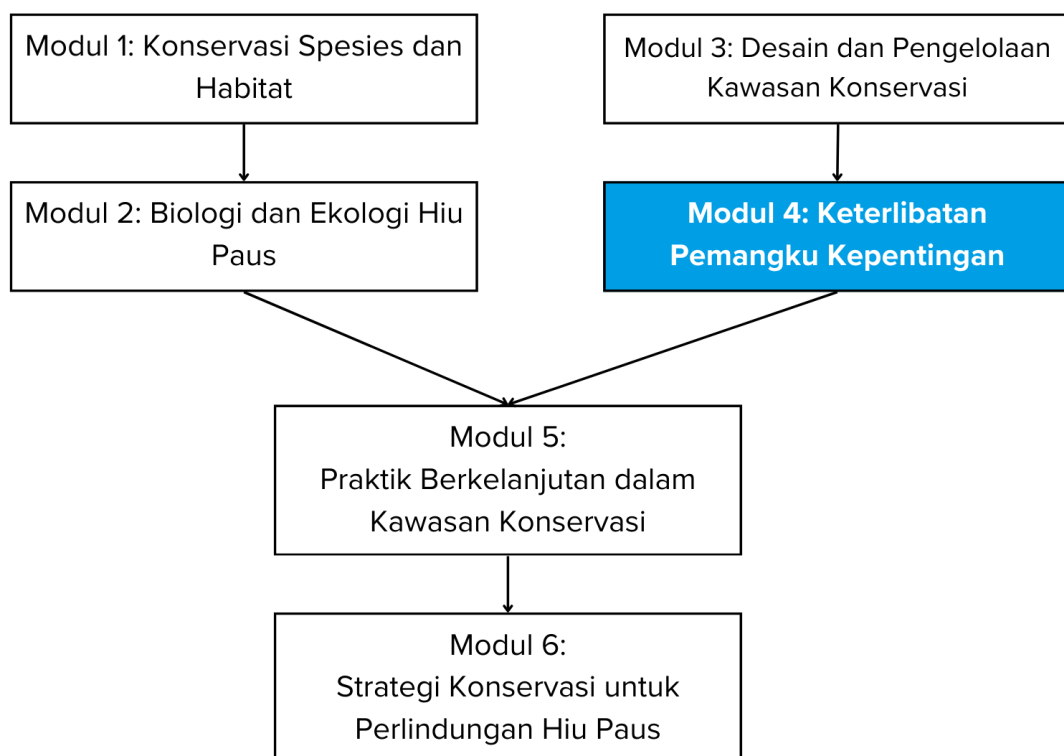 Modul 1: Konservasi Spesies dan
Habitat
Modul 3: Desain dan Pengelolaan
Kawasan Konservasi
Modul 2: Biologi dan Ekologi Hiu
Paus
Modul 4: Keterlibatan
Pemangku Kepentingan
Modul 5:
Praktik Berkelanjutan dalam
Kawasan Konservasi
Modul 6:
Strategi Konservasi untuk
Perlindungan Hiu Paus